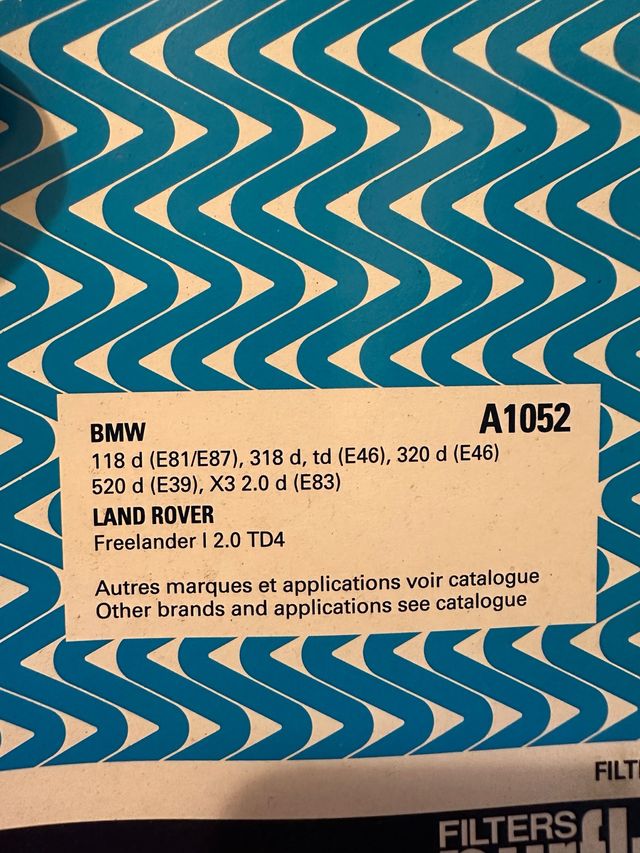 BMW A1052
118 d (E81/E87), 318 d, td (E46), 320 d (E46)
520 d (E39), X3 2.0 d (E83)
LAND ROVER
Freelander I 2.0 TD4
Autres marques et applications voir catalogue
Other brands and applications see catalogue
FILTERS